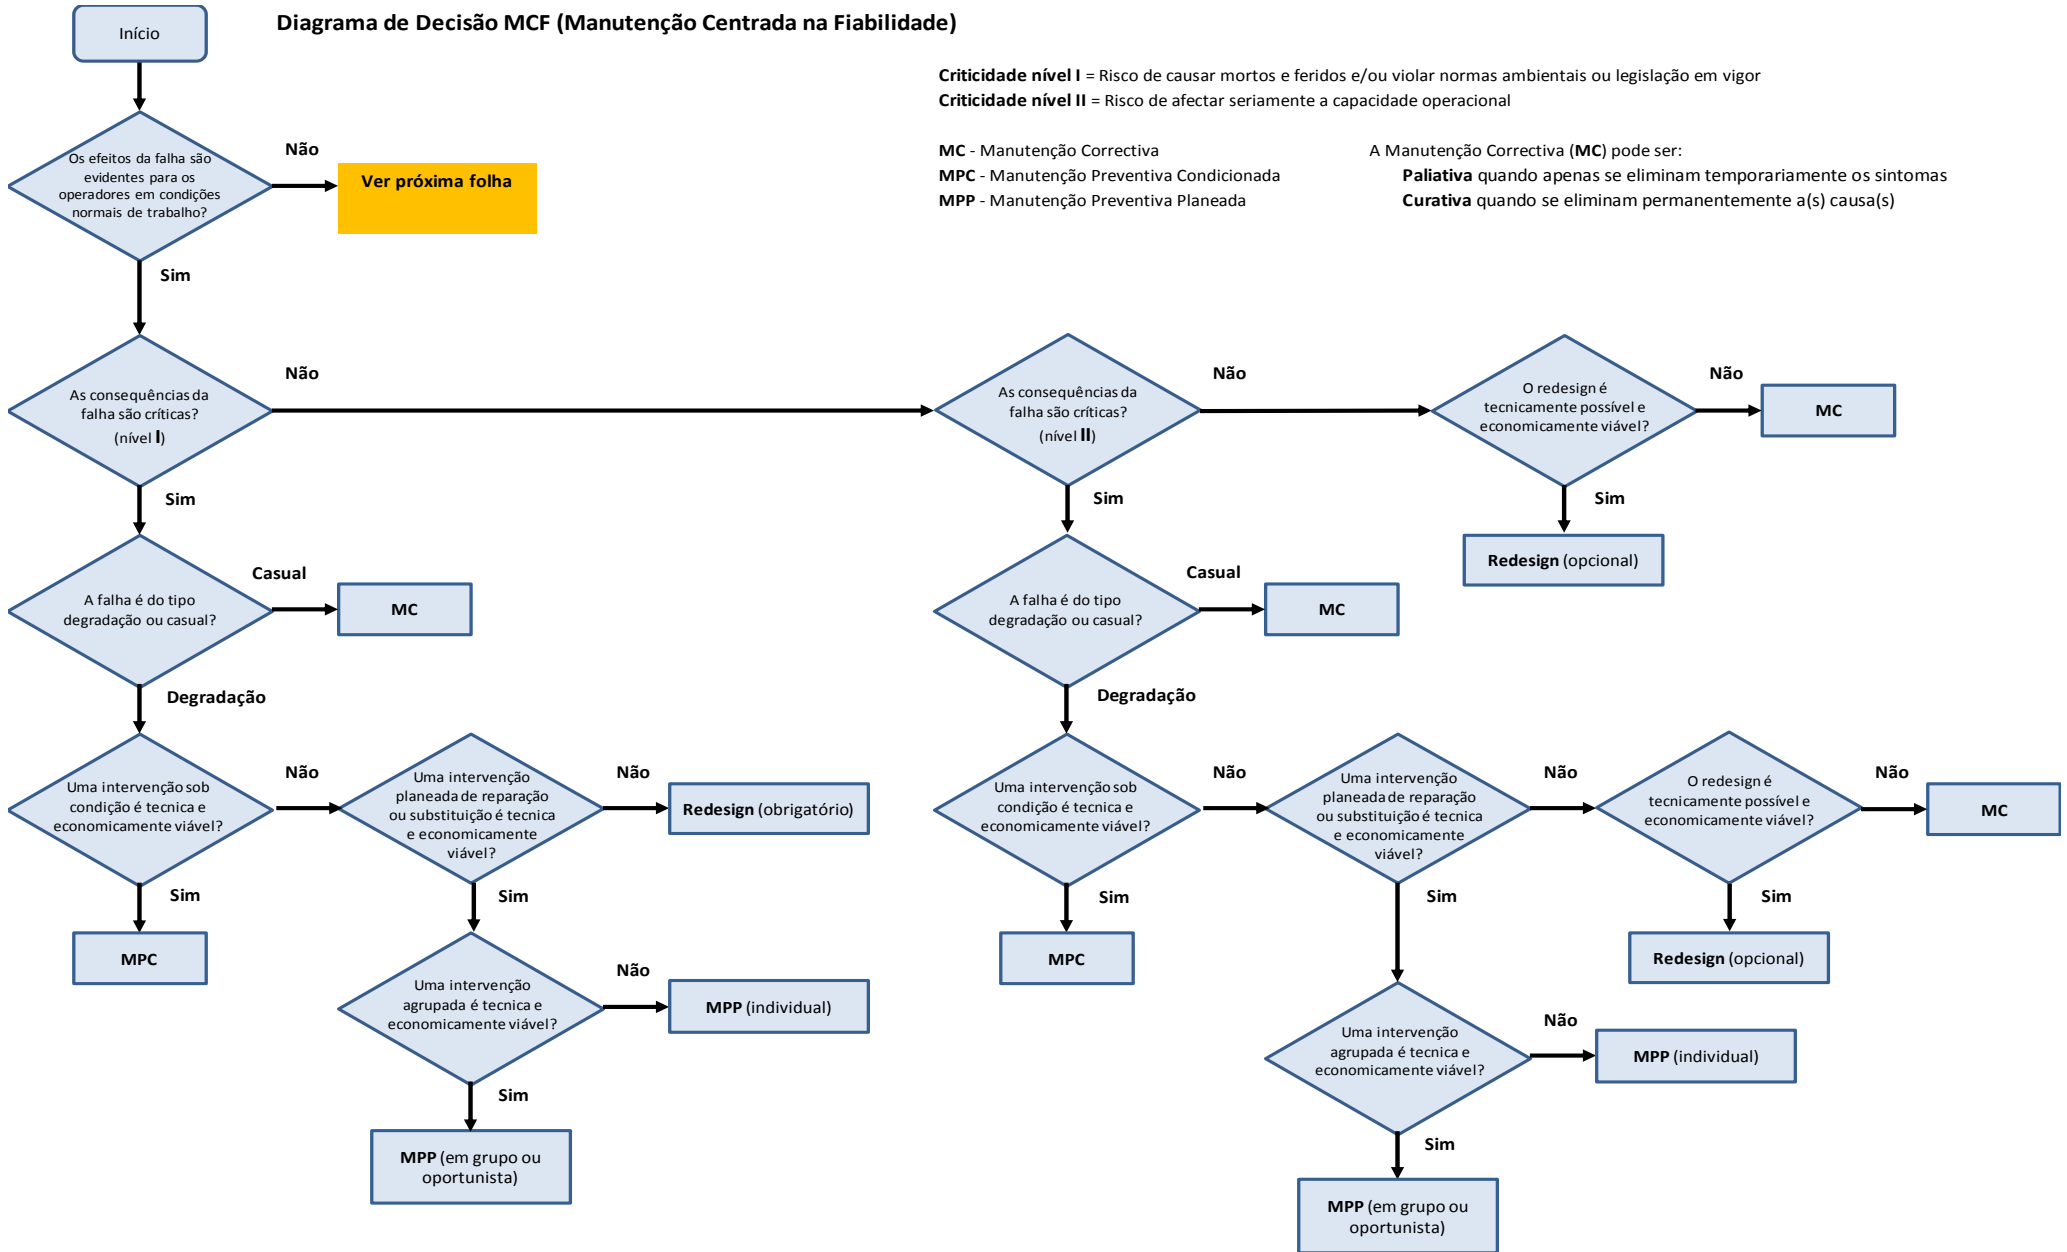 Diagrama de Decisão MCF (Manutenção Centrada na Fiabilidade)
Início
Criticidade nível I = Risco de causar mortos e feridos e/ou violar normas ambientais ou legislação em vigor
Criticidade nível II = Risco de afectar seriamente a capacidade operacional
MC - Manutenção Correctiva
MPC - Manutenção Preventiva Condicionada
MPP - Manutenção Preventiva Planeada
A Manutenção Correctiva (MC) pode ser:
Paliativa quando apenas se eliminam temporariamente os sintomas
Curativa quando se eliminam permanentemente a(s) causa(s)
Os efeitos da falha são
evidentes para os
operadores em condições
normais de trabalho?
Não
Ver próxima folha
Sim
As consequências da
falha são críticas?
(nível I)
Não
As consequências da
falha são críticas?
(nível II)
Não
O redesign é
tecnicamente possível e
economicamente viável?
Não
MC
Sim
Sim
Sim
Redesign (opcional)
A falha é do tipo
degradação ou casual?
Casual
MC
A falha é do tipo
degradação ou casual?
Casual
MC
Degradação
Degradação
Uma intervenção sob
condição é tecnica e
economicamente viável?
Não
Uma intervenção
planeada de reparação
ou substituição é tecnica
e economicamente
viável?
Não
Redesign (obrigatório)
Uma intervenção sob
condição é tecnica e
economicamente viável?
Não
Uma intervenção
planeada de reparação
ou substituição é tecnica
e economicamente
viável?
Não
O redesign é
tecnicamente possível e
economicamente viável?
Não
MC
Sim
Sim
Sim
Sim
Sim
MPC
MPC
Redesign (opcional)
Uma intervenção
agrupada é tecnica e
economicamente viável?
Não
MPP (individual)
Uma intervenção
agrupada é tecnica e
economicamente viável?
Não
MPP (individual)
Sim
Sim
MPP (em grupo ou
oportunista)
MPP (em grupo ou
oportunista)